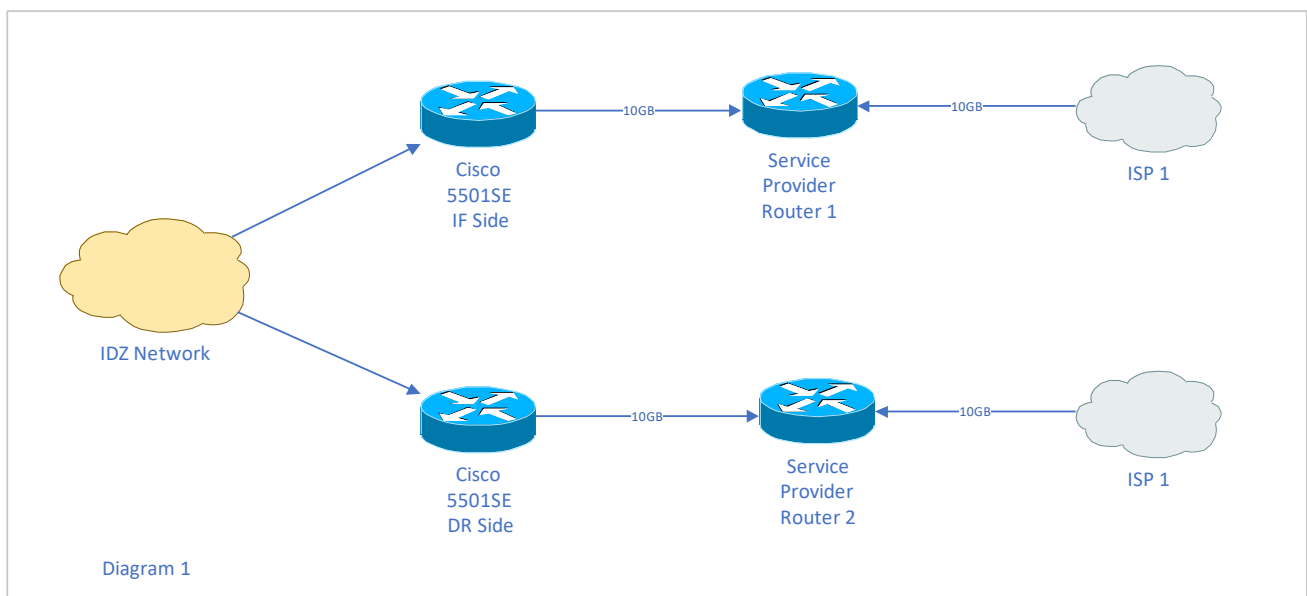 10GB
10GB
Cisco
5501SE
IF Side
Service
Provider
Router 1
ISP 1
IDZ Network
10GB
10GB
Cisco
5501SE
DR Side
Service
Provider
Router 2
ISP 1
Diagram 1